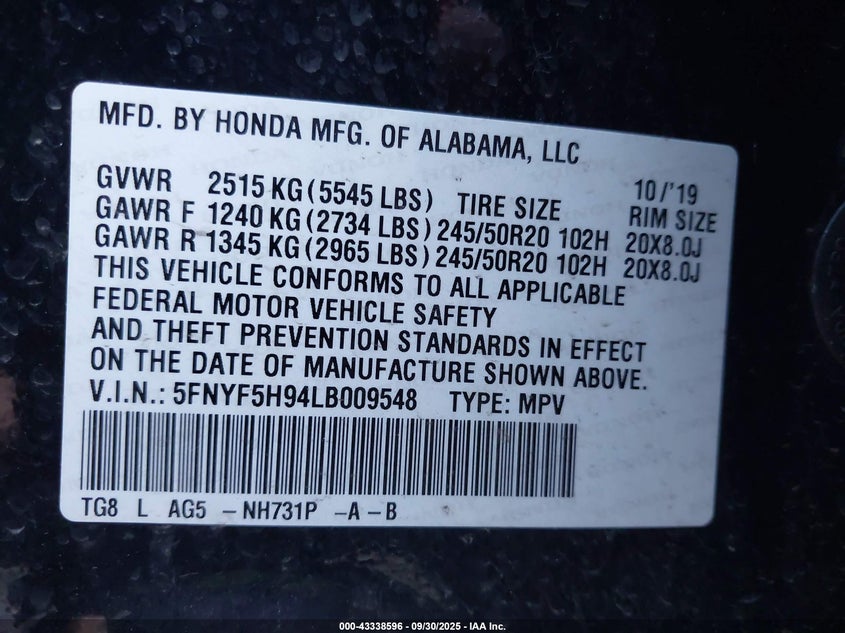 MFD. BY HONDA MFG. OF ALABAMA, LLC
10/'19
GVWR 2515 KG (5545 LBS) TIRE SIZE RIM SIZE
GAWR F 1240 KG (2734 LBS) 245/50R20 102H 20X8.0J
GAWR R 1345 KG (2965 LBS) 245/50R20 102H 20X8.0J
THIS VEHICLE CONFORMS TO ALL APPLICABLE
FEDERAL MOTOR VEHICLE SAFETY
AND THEFT PREVENTION STANDARDS IN EFFECT
ON THE DATE OF MANUFACTURE SHOWN ABOVE.
V.I.N.: 5FNYF5H94LB009548 TYPE: MPV
TG8 L AG5 - NH731P -A - B
000-43338596 - 09/30/2025 - IAA Inc.